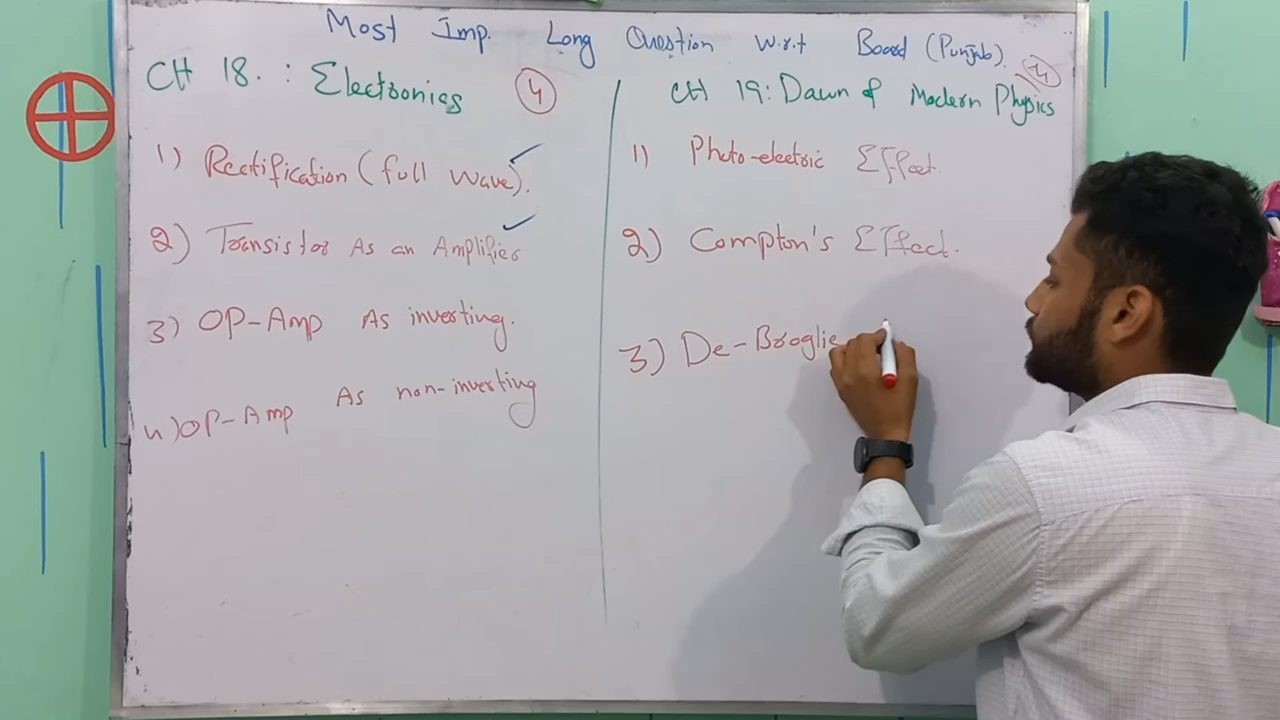 Most Imp. Long Question w.r.t Board (Punjab).
CH 18. : Electronics 4
1) Rectification (full wave).
2) Transistor As an Amplifier
3) OP-Amp As inverting.
4) OP-Amp As non-inverting
CH 19: Dawn of Modern Physics
1) Photo-electric Effect.
2) Compton's Effect.
3) De-Broglie